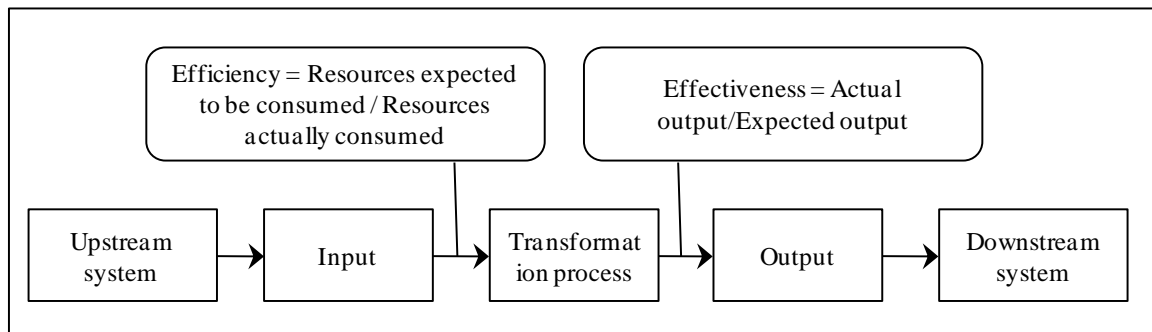 Efficiency = Resources expected
to be consumed / Resources
actually consumed
Effectiveness = Actual
output/Expected output
Upstream
system
Input
Transformat
ion process
Output
Downstream
system